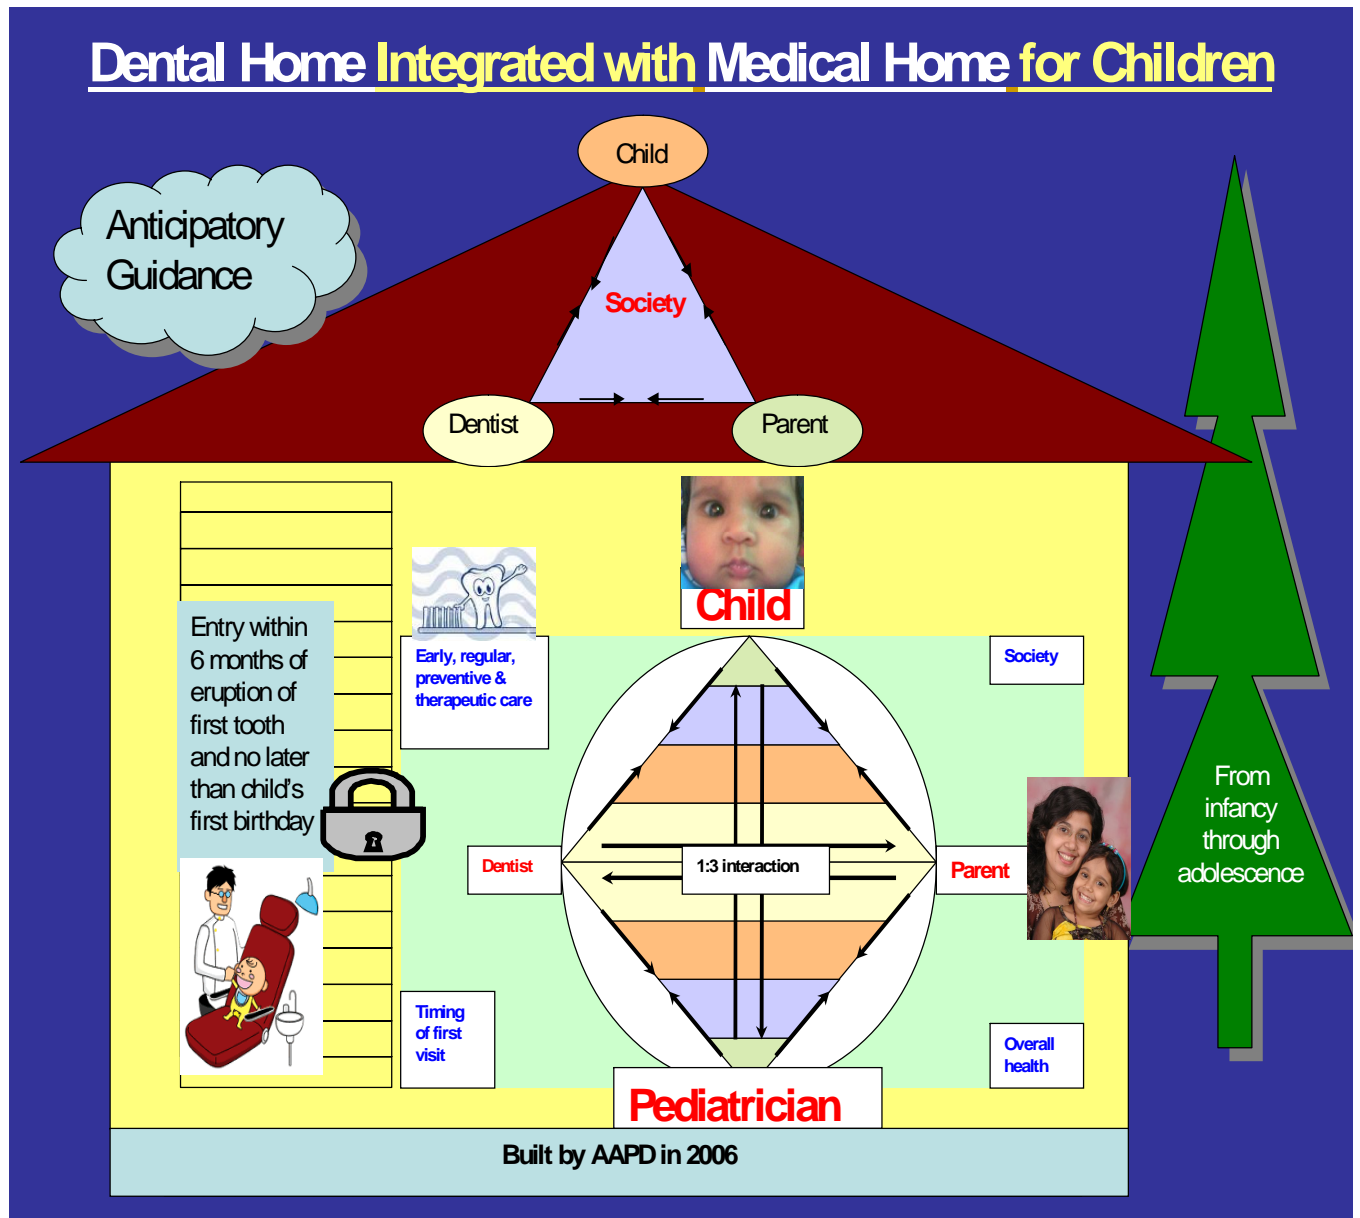 Dental Home Integrated with Medical Home for Children
Child
Anticipatory
Guidance
Society
Dentist
Parent
Child
Entry within
6 months of
eruption of
first tooth
and no later
than child's
first birthday
Early, regular,
preventive &
therapeutic care
Society
From
infancy
through
adolescence
Dentist
1:3 interaction
Parent
Timing
of first
visit
Overall
health
Pediatrician
Built by AAPD in 2006